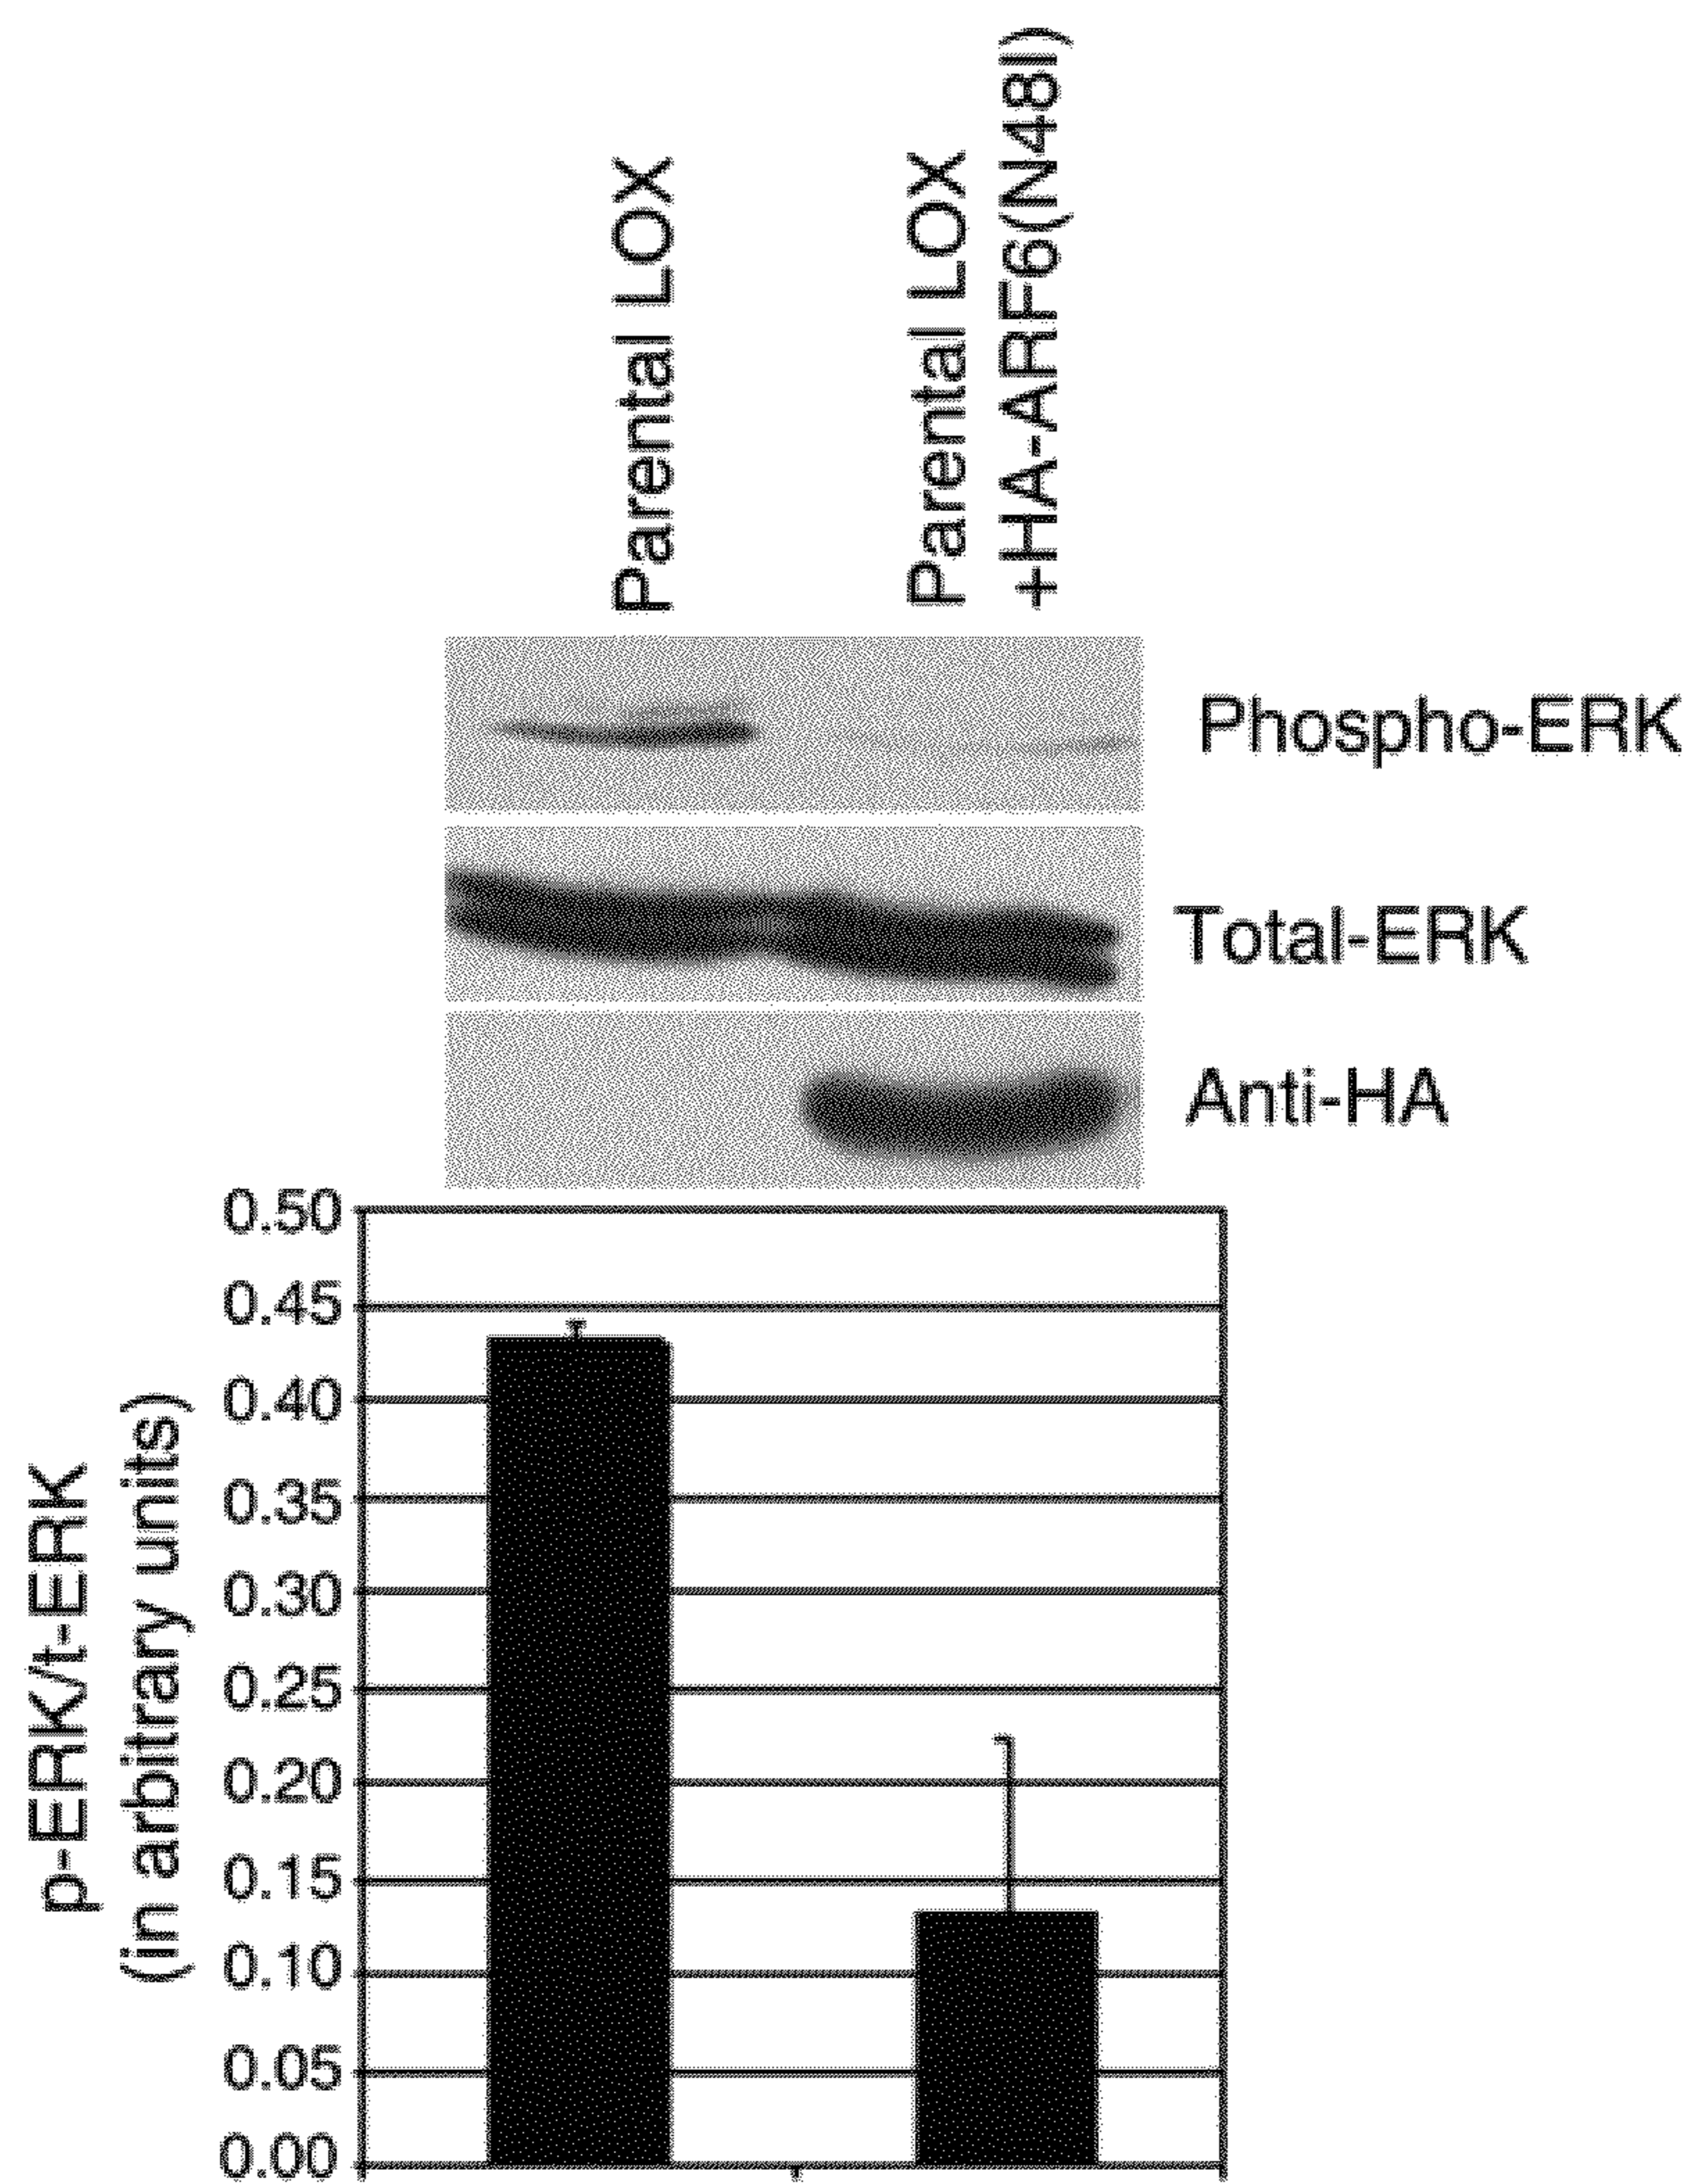 Parental LOX
Parental LOX
+HA-ARF6(N48I)
Phospho-ERK
Total-ERK
Anti-HA
p-ERK/t-ERK
(in arbitrary units)
0.50
0.45
0.40
0.35
0.30
0.25
0.20
0.15
0.10
0.05
0.00